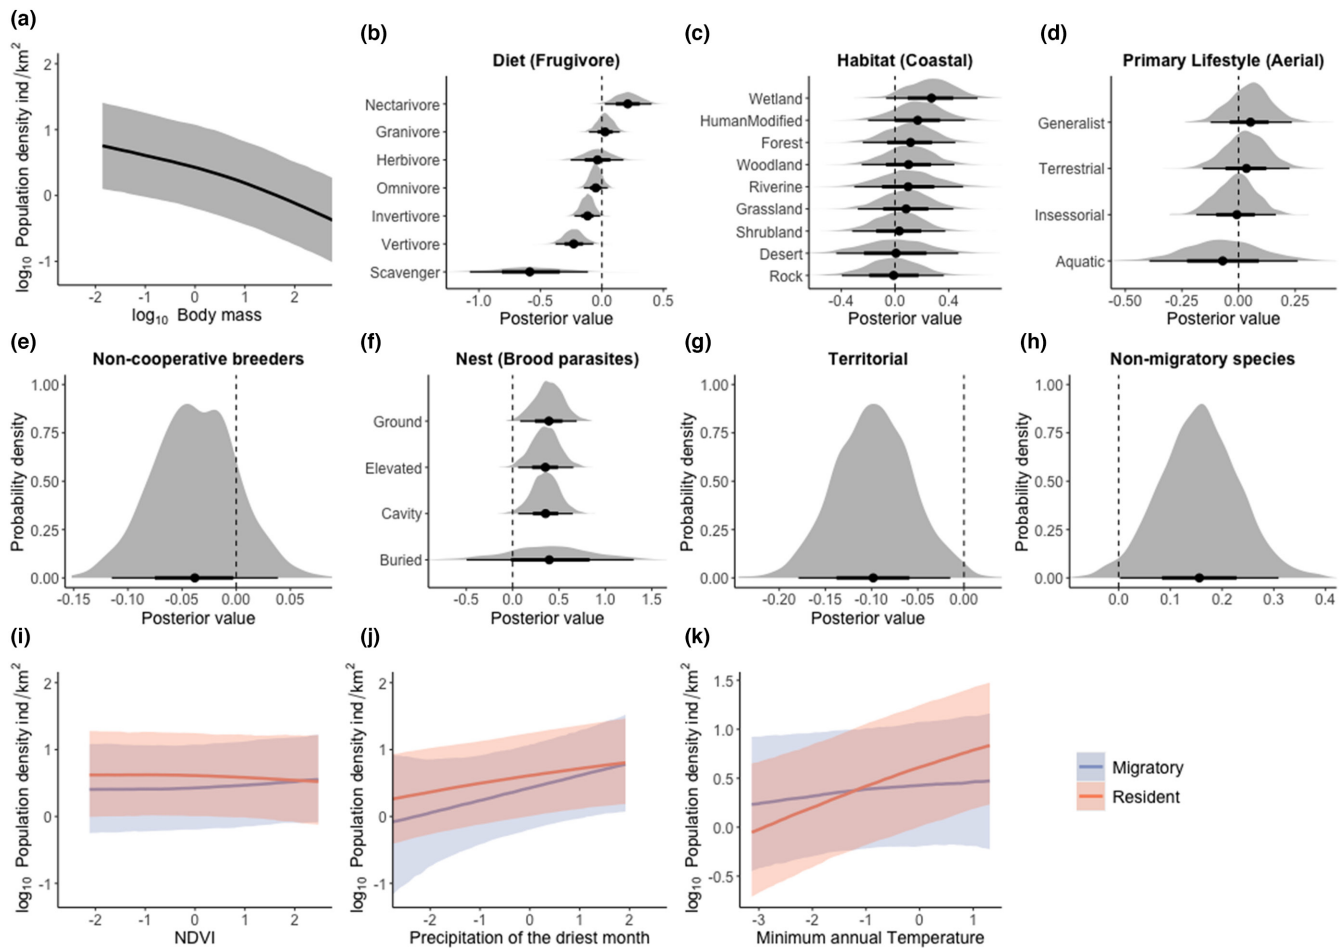 (a)
log10 Population density ind/km2
2
1
0
-1
-2
-1
0
1
2
log10 Body mass
(b)
Diet (Frugivore)
Nectarivore
Granivore
Herbivore
Omnivore
Invertivore
Vertivore
Scavenger
-1.0
-0.5
0.0
0.5
Posterior value
(c)
Habitat (Coastal)
Wetland
HumanModified
Forest
Woodland
Riverine
Grassland
Shrubland
Desert
Rock
-0.4
0.0
0.4
Posterior value
(d)
Primary Lifestyle (Aerial)
Generalist
Terrestrial
Insessorial
Aquatic
-0.50
-0.25
0.00
0.25
Posterior value
(e)
Non-cooperative breeders
Probability density
1.00
0.75
0.50
0.25
0.00
-0.15
-0.10
-0.05
0.00
0.05
Posterior value
(f)
Nest (Brood parasites)
Ground
Elevated
Cavity
Buried
-0.5
0.0
0.5
1.0
1.5
Posterior value
(g)
Territorial
Probability density
1.00
0.75
0.50
0.25
0.00
-0.20
-0.15
-0.10
-0.05
0.00
Posterior value
(h)
Non-migratory species
Probability density
1.00
0.75
0.50
0.25
0.00
0.0
0.1
0.2
0.3
0.4
Posterior value
(i)
log10 Population density ind/km2
2
1
0
-1
-2
-1
0
1
2
NDVI
(j)
log10 Population density ind/km2
2
1
0
-1
-2
-1
0
1
2
Precipitation of the driest month
(k)
log10 Population density ind/km2
1.5
1.0
0.5
0.0
-0.5
-3
-2
-1
0
1
Minimum annual Temperature
Migratory
Resident